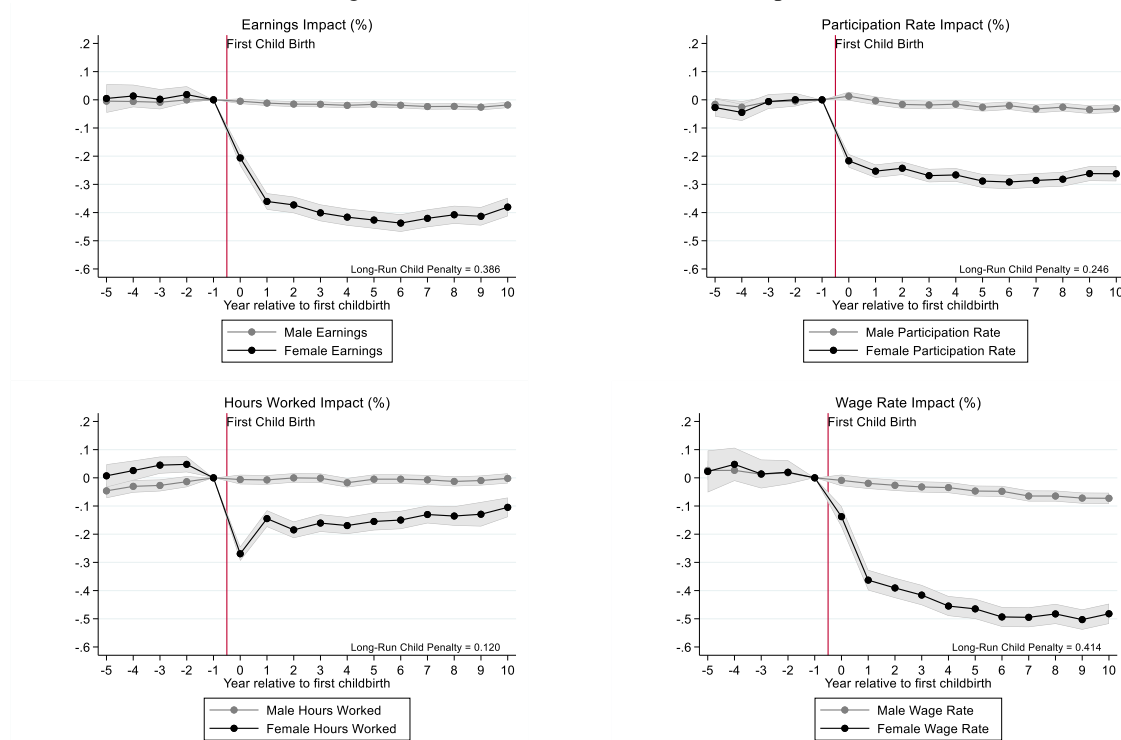 Earnings Impact (%)
First Child Birth
.2
.1
0
-.1
-.2
-.3
-.4
-.5
-.6
Long-Run Child Penalty = 0.386
-5 -4 -3 -2 -1 0 1 2 3 4 5 6 7 8 9 10
Year relative to first childbirth
Male Earnings
Female Earnings
Participation Rate Impact (%)
First Child Birth
.2
.1
0
-.1
-.2
-.3
-.4
-.5
-.6
Long-Run Child Penalty = 0.246
-5 -4 -3 -2 -1 0 1 2 3 4 5 6 7 8 9 10
Year relative to first childbirth
Male Participation Rate
Female Participation Rate
Hours Worked Impact (%)
First Child Birth
.2
.1
0
-.1
-.2
-.3
-.4
-.5
-.6
Long-Run Child Penalty = 0.120
-5 -4 -3 -2 -1 0 1 2 3 4 5 6 7 8 9 10
Year relative to first childbirth
Male Hours Worked
Female Hours Worked
Wage Rate Impact (%)
First Child Birth
.2
.1
0
-.1
-.2
-.3
-.4
-.5
-.6
Long-Run Child Penalty = 0.414
-5 -4 -3 -2 -1 0 1 2 3 4 5 6 7 8 9 10
Year relative to first childbirth
Male Wage Rate
Female Wage Rate